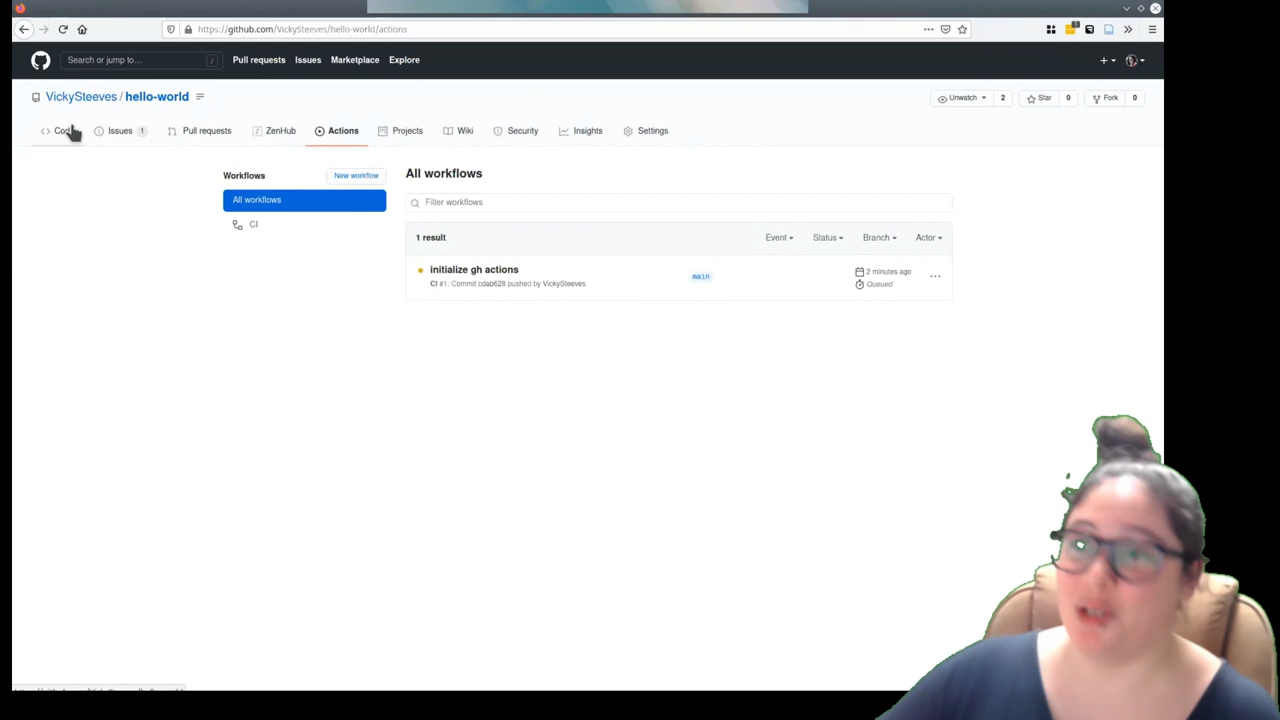 https://github.com/VickySteeves/hello-world/actions
Search or jump to…
/
Pull requests
Issues
Marketplace
Explore
VickySteeves / hello-world
Unwatch
2
Star
0
Fork
0
Issues
1
Pull requests
ZenHub
Actions
Projects
Wiki
Security
Insights
Settings
Workflows
New workflow
All workflows
CI
All workflows
Filter workflows
1 result
Event
Status
Branch
Actor
initialize gh actions
CI #1: Commit cdab628 pushed by VickySteeves
main
2 minutes ago
Queued